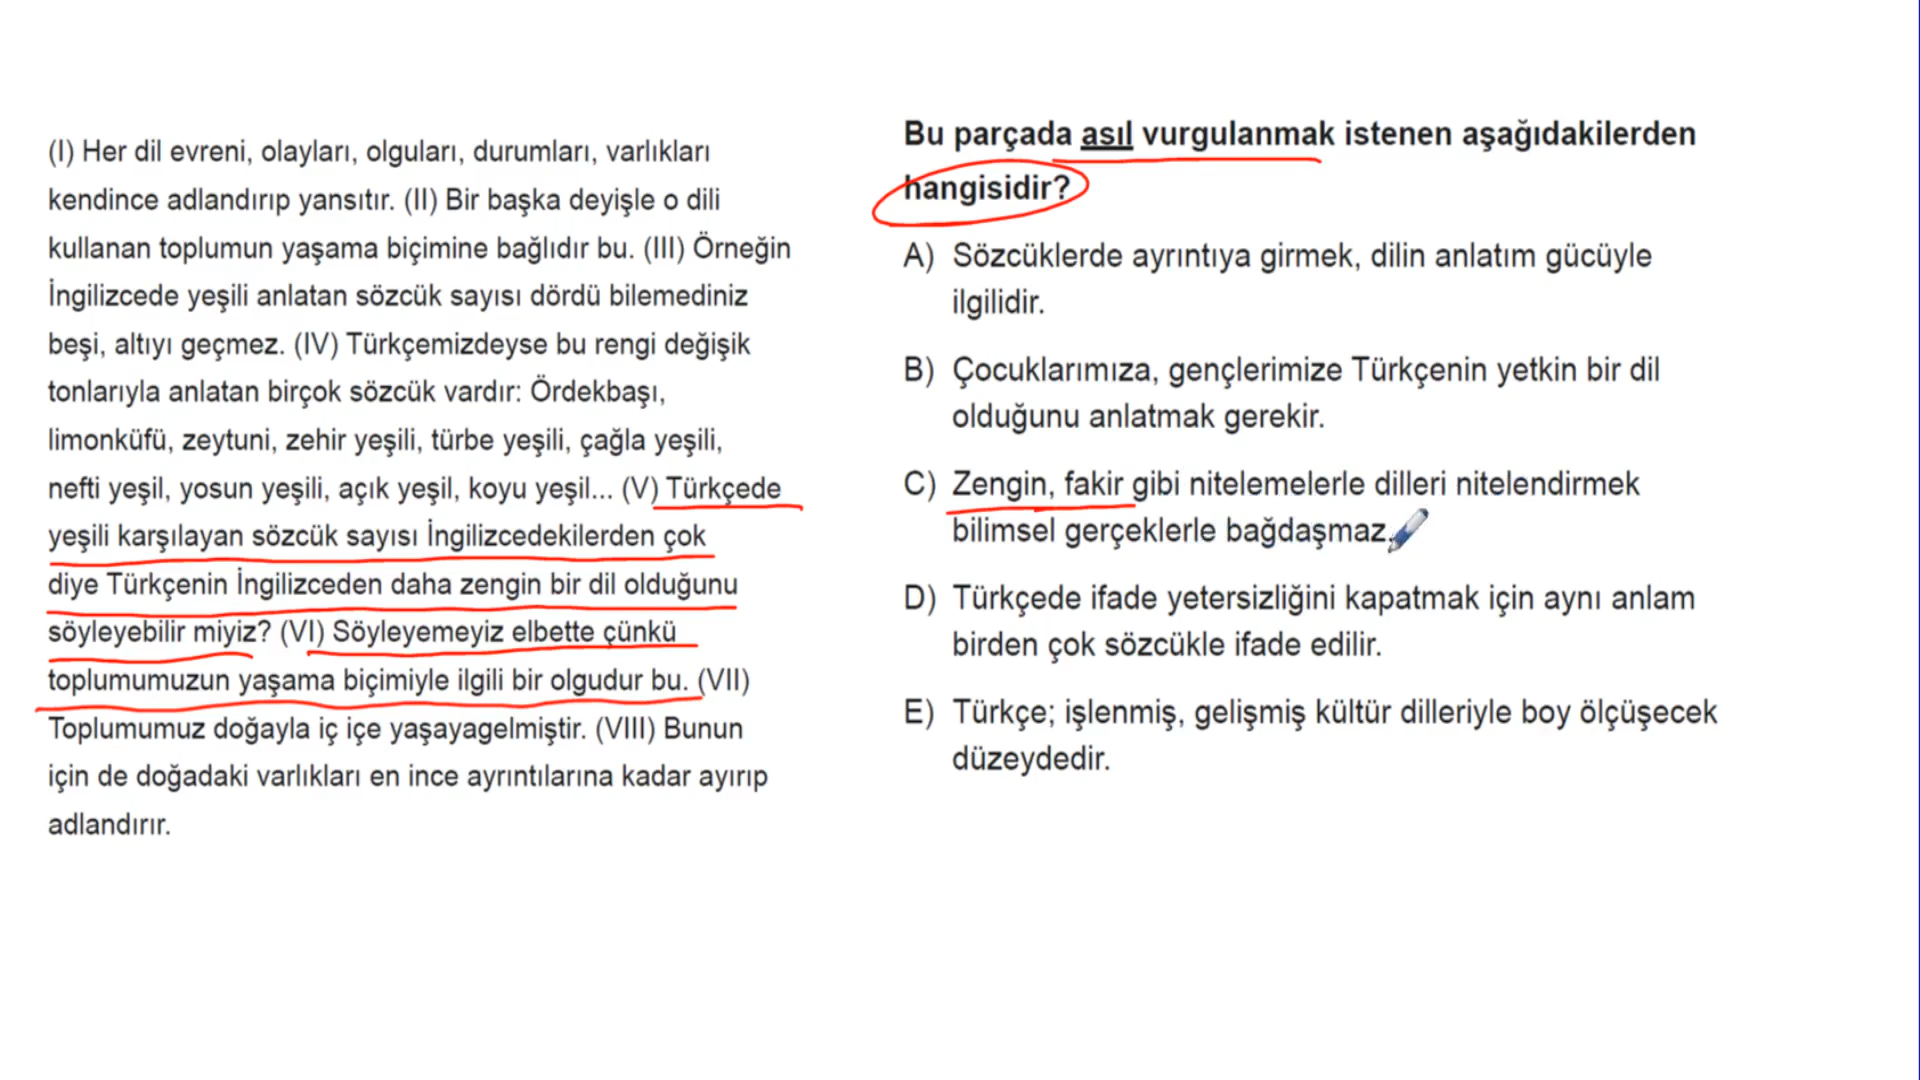 (I) Her dil evreni, olayları, olguları, durumları, varlıkları
kendince adlandırıp yansıtır. (II) Bir başka deyişle o dili
kullanan toplumun yaşama biçimine bağlıdır bu. (III) Örneğin
İngilizcede yeşili anlatan sözcük sayısı dördü bilemediniz
beşi, altıyı geçmez. (IV) Türkçemizdeyse bu rengi değişik
tonlarıyla anlatan birçok sözcük vardır: Ördekbaşı,
limonküfü, zeytuni, zehir yeşili, türbe yeşili, çağla yeşili,
nefti yeşil, yosun yeşili, açık yeşil, koyu yeşil... (V) Türkçede
yeşili karşılayan sözcük sayısı İngilizcedekilerden çok
diye Türkçenin İngilizceden daha zengin bir dil olduğunu
söyleyebilir miyiz? (VI) Söyleyemeyiz elbette çünkü
toplumumuzun yaşama biçimiyle ilgili bir olgudur bu. (VII)
Toplumumuz doğayla iç içe yaşayagelmiştir. (VIII) Bunun
için de doğadaki varlıkları en ince ayrıntılarına kadar ayırıp
adlandırır.
Bu parçada asıl vurgulanmak istenen aşağıdakilerden
hangisidir?
A) Sözcüklerde ayrıntıya girmek, dilin anlatım gücüyle
ilgilidir.
B) Çocuklarımıza, gençlerimize Türkçenin yetkin bir dil
olduğunu anlatmak gerekir.
C) Zengin, fakir gibi nitelemelerle dilleri nitelendirmek
bilimsel gerçeklerle bağdaşmaz.
D) Türkçede ifade yetersizliğini kapatmak için aynı anlam
birden çok sözcükle ifade edilir.
E) Türkçe; işlenmiş, gelişmiş kültür dilleriyle boy ölçüşecek
düzeydedir.